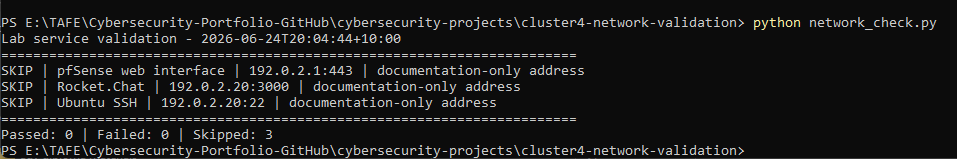 PS E:\TAFE\Cybersecurity-Portfolio-GitHub\cybersecurity-projects\cluster4-network-validation> python network_check.py
Lab service validation - 2026-06-24T20:04:44+10:00
========================================================================
SKIP | pfSense web interface | 192.0.2.1:443 | documentation-only address
SKIP | Rocket.Chat | 192.0.2.20:3000 | documentation-only address
SKIP | Ubuntu SSH | 192.0.2.20:22 | documentation-only address
========================================================================
Passed: 0 | Failed: 0 | Skipped: 3
PS E:\TAFE\Cybersecurity-Portfolio-GitHub\cybersecurity-projects\cluster4-network-validation>